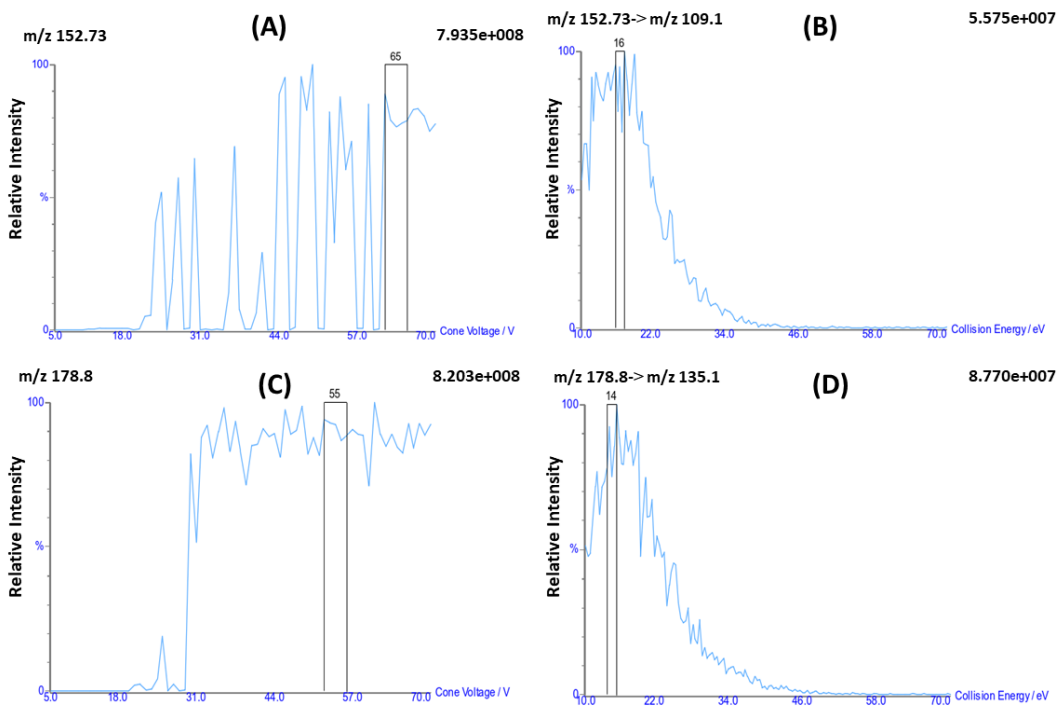 m/z 152.73
(A)
7.935e+008
65
100
%
0
Relative Intensity
5.0 18.0 31.0 44.0 57.0 70.0
Cone Voltage / V
m/z 152.73-> m/z 109.1
(B)
5.575e+007
16
100
%
0
Relative Intensity
10.0 22.0 34.0 46.0 58.0 70.0
Collision Energy / eV
m/z 178.8
(C)
8.203e+008
55
100
%
0
Relative Intensity
5.0 18.0 31.0 44.0 57.0 70.0
Cone Voltage / V
m/z 178.8-> m/z 135.1
(D)
8.770e+007
14
100
%
0
Relative Intensity
10.0 22.0 34.0 46.0 58.0 70.0
Collision Energy / eV